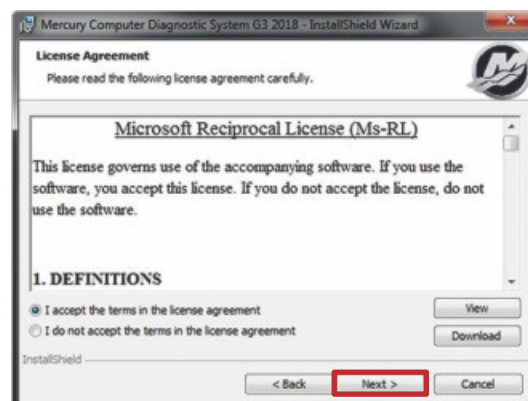 Mercury Computer Diagnostic System G3 2018 - InstallShield Wizard
License Agreement
Please read the following license agreement carefully.
Microsoft Reciprocal License (Ms-RL)
This license governs use of the accompanying software. If you use the
software, you accept this license. If you do not accept the license, do not
use the software.
1. DEFINITIONS
I accept the terms in the license agreement
I do not accept the terms in the license agreement
View
Download
InstallShield
< Back
Next >
Cancel